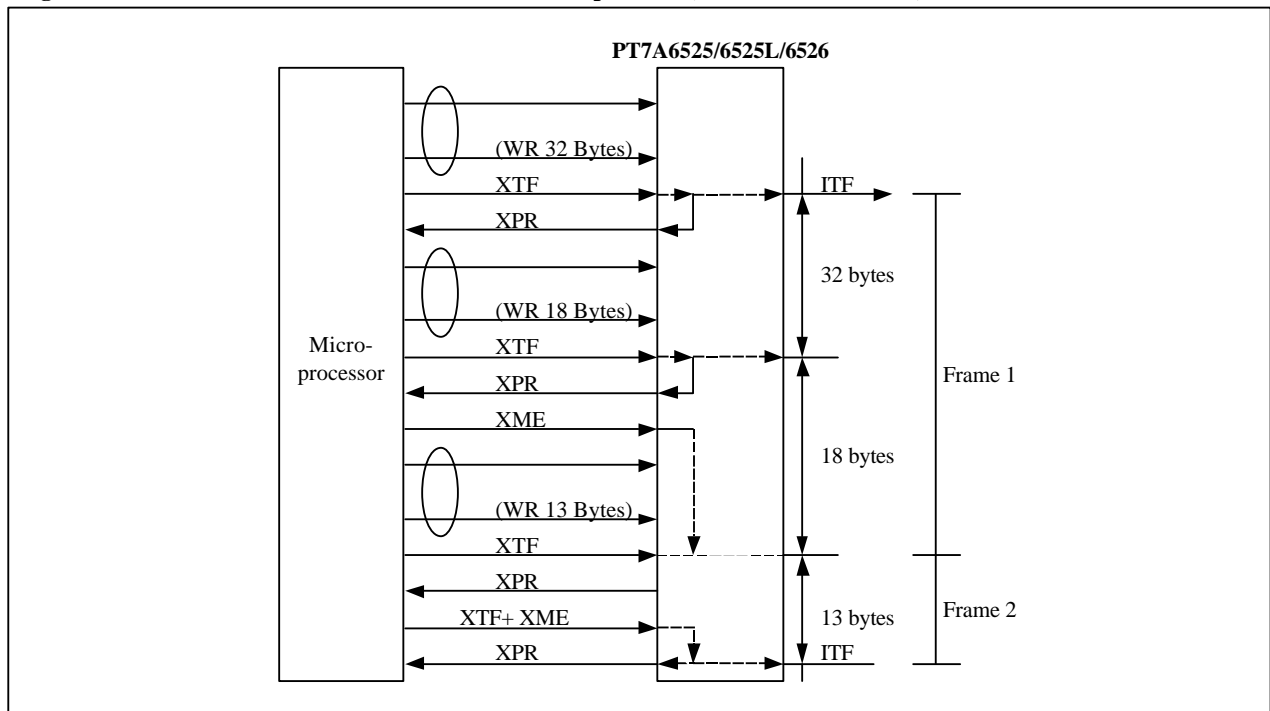 PT7A6525/6525L/6526
(WR 32 Bytes)
XTF
ITF
XPR
32 bytes
(WR 18 Bytes)
XTF
Micro-
processor
XPR
Frame 1
XME
18 bytes
(WR 13 Bytes)
XTF
XPR
Frame 2
XTF+ XME
13 bytes
XPR
ITF